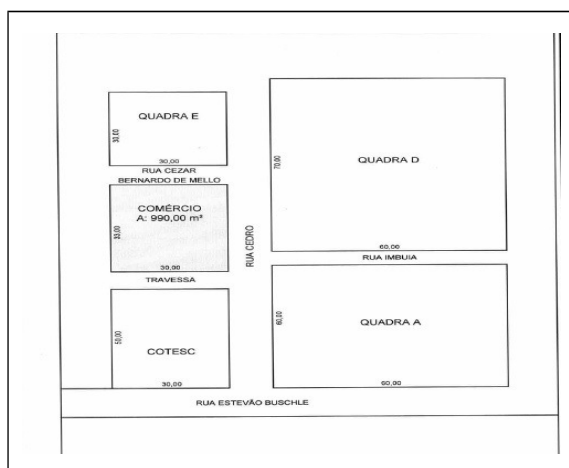 QUADRA E
30,00
30,00
RUA CEZAR
BERNARDO DE MELLO
COMÉRCIO
A: 990,00 m²
33,00
30,00
TRAVESSA
50,00
COTESC
30,00
RUA CEDRO
QUADRA D
70,00
60,00
RUA IMBUIA
60,00
QUADRA A
60,00
RUA ESTEVÃO BUSCHLE